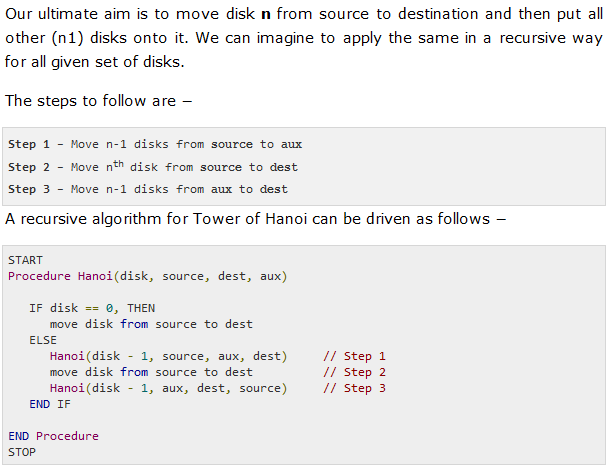 Our ultimate aim is to move disk n from source to destination and then put all
other (n1) disks onto it. We can imagine to apply the same in a recursive way
for all given set of disks.
The steps to follow are −
Step 1 − Move n-1 disks from source to aux
Step 2 − Move nth disk from source to dest
Step 3 − Move n-1 disks from aux to dest
A recursive algorithm for Tower of Hanoi can be driven as follows −
START
Procedure Hanoi(disk, source, dest, aux)
IF disk == 0, THEN
move disk from source to dest
ELSE
Hanoi(disk - 1, source, aux, dest) // Step 1
move disk from source to dest // Step 2
Hanoi(disk - 1, aux, dest, source) // Step 3
END IF
END Procedure
STOP